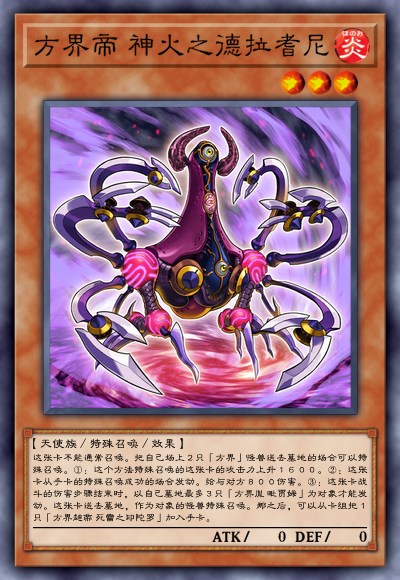 方界帝 神火之德拉耆尼
ほのお
炎
【天使族／特殊召唤／效果】
这张卡不能通常召唤。把自己场上2只「方界」怪兽送去墓地的场合可以特
殊召唤。①：这个方法特殊召唤的这张卡的攻击力上升1600。②：这张
卡从手卡的特殊召唤成功的场合发动。给与对方800伤害。③：这张卡战
斗的伤害步骤结束时，以自己墓地最多3只「方界胤 毗贾姆」为对象才能发
动。这张卡送去墓地，作为对象的怪兽特殊召唤。那之后，可以从卡组把1
只「方界超帝 死雷之印陀罗」加入手卡。
ATK/ 0 DEF/ 0